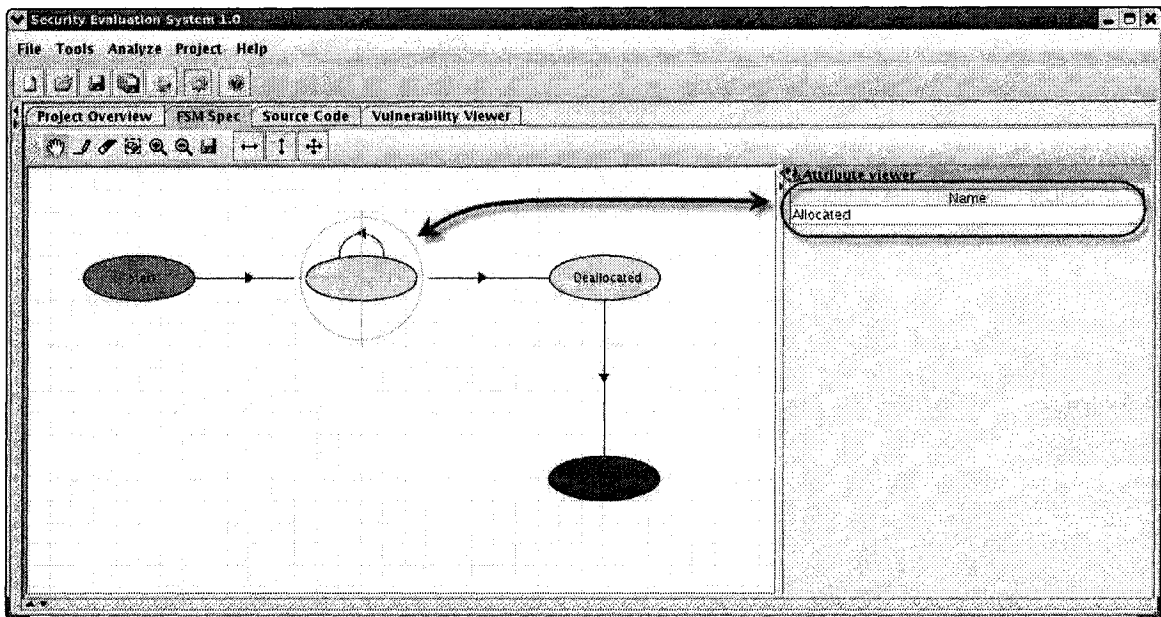 Security Evaluation System 1.0
File Tools Analyze Project Help
Project Overview FSM Spec Source Code Vulnerability Viewer
Attribute viewer
Name
Allocated
Start
Deallocated